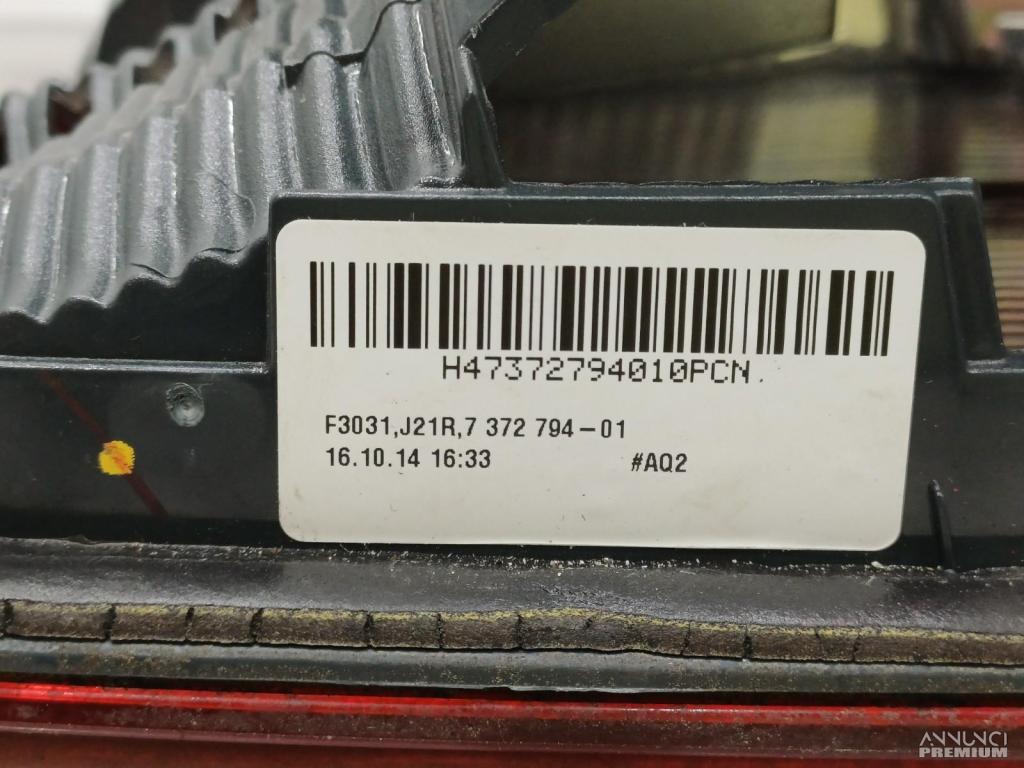 H47372794010PCN.
F3031,J21R,7 372 794-01
16.10.14 16:33 #AQ2
ANNUNCI
PREMIUM